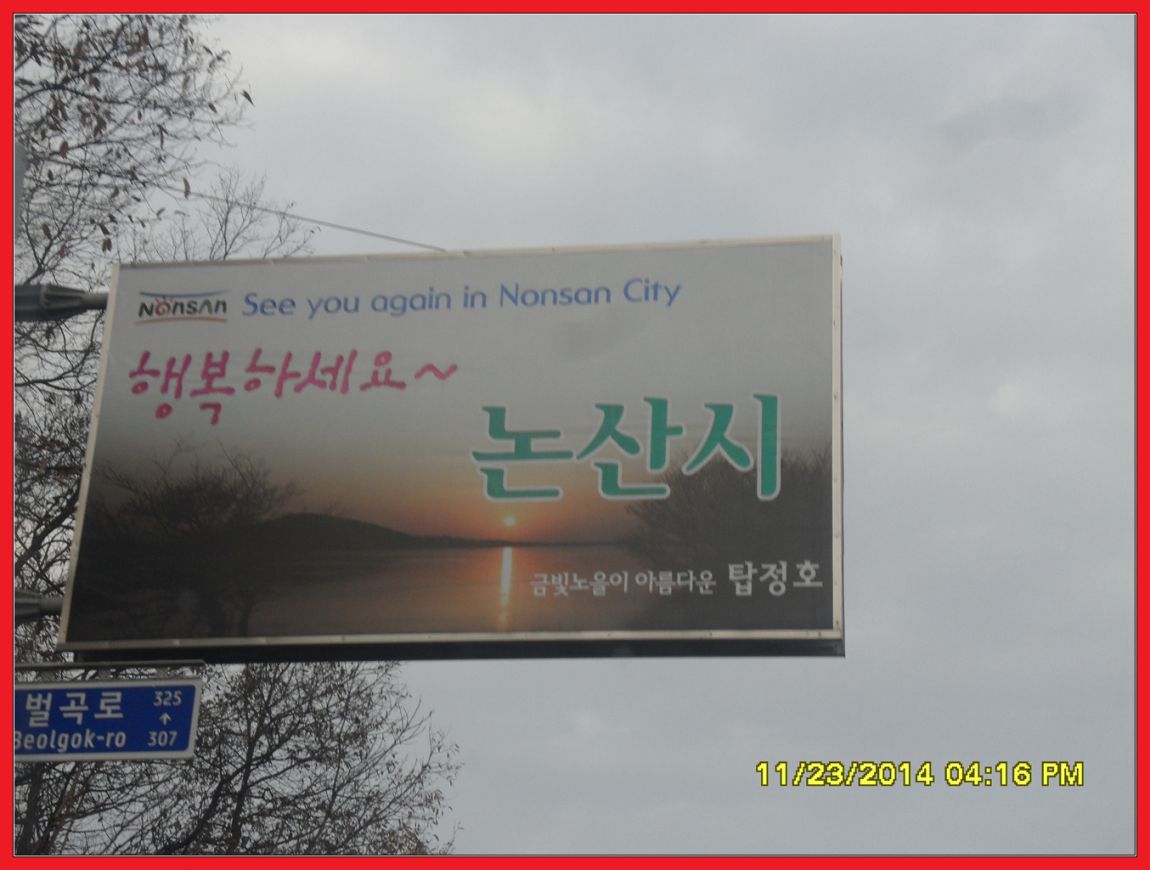 NONSAN See you again in Nonsan City
행복하세요~
논산시
금빛노을이 아름다운 탑정호
벌곡로 325
↑
Beolgok-ro 307
11/23/2014 04:16 PM